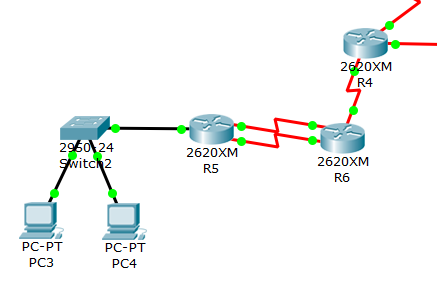 2620XM
R4
2950-24
Switch2
2620XM
R5
2620XM
R6
PC-PT
PC3
PC-PT
PC4